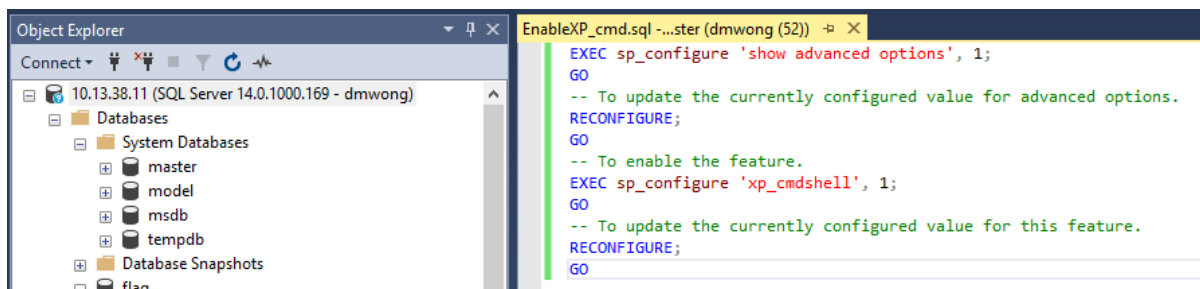 Object Explorer
Connect
10.13.38.11 (SQL Server 14.0.1000.169 - dmwong)
Databases
System Databases
master
model
msdb
tempdb
Database Snapshots
flag
EnableXP_cmd.sql -...ster (dmwong (52))
EXEC sp_configure 'show advanced options', 1;
GO
-- To update the currently configured value for advanced options.
RECONFIGURE;
GO
-- To enable the feature.
EXEC sp_configure 'xp_cmdshell', 1;
GO
-- To update the currently configured value for this feature.
RECONFIGURE;
GO